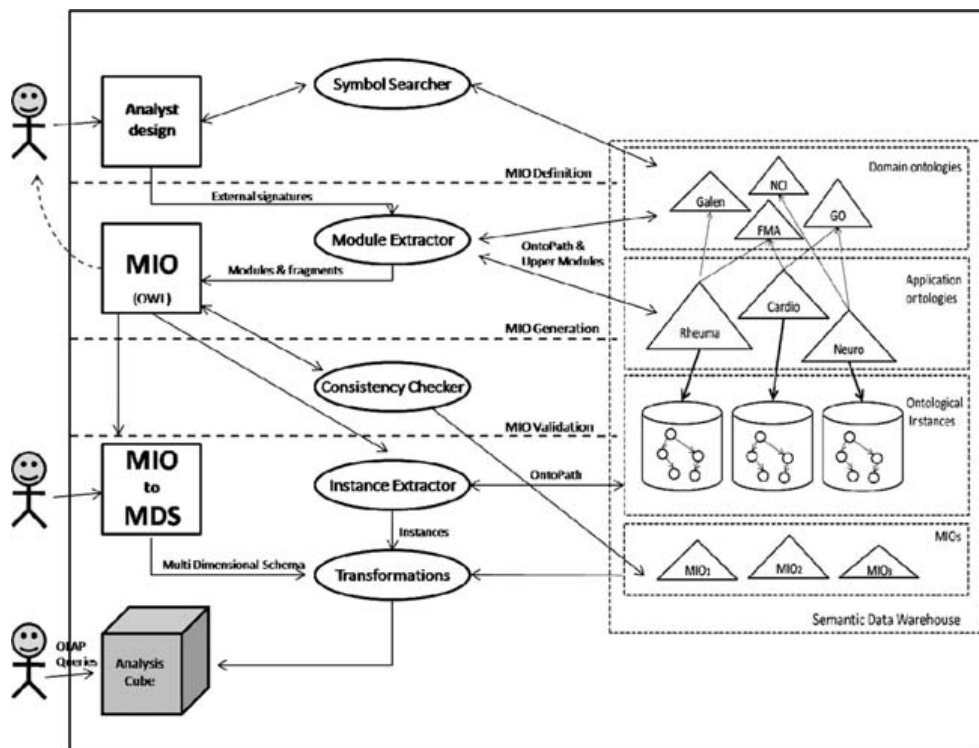 Symbol Searcher
Analyst
design
Domain ontologies
NCI
Galen
GO
FMA
MIO Definition
External signatures
Module Extractor
OntoPath &
Upper Modules
MIO
(OWL)
Modules & fragments
Application
ortologies
Cardio
Rheuma
Neuro
MIO Generation
Consistency Checker
Ontological
Instances
MIO Validation
MIO
to
MDS
Instance Extractor
OntoPath
Instances
MIOs
Multi Dimensional Schema
Transformations
MIO1
MIO2
MIO3
Semantic Data Warehouse
OLAP
Queries
Analysis
Cube